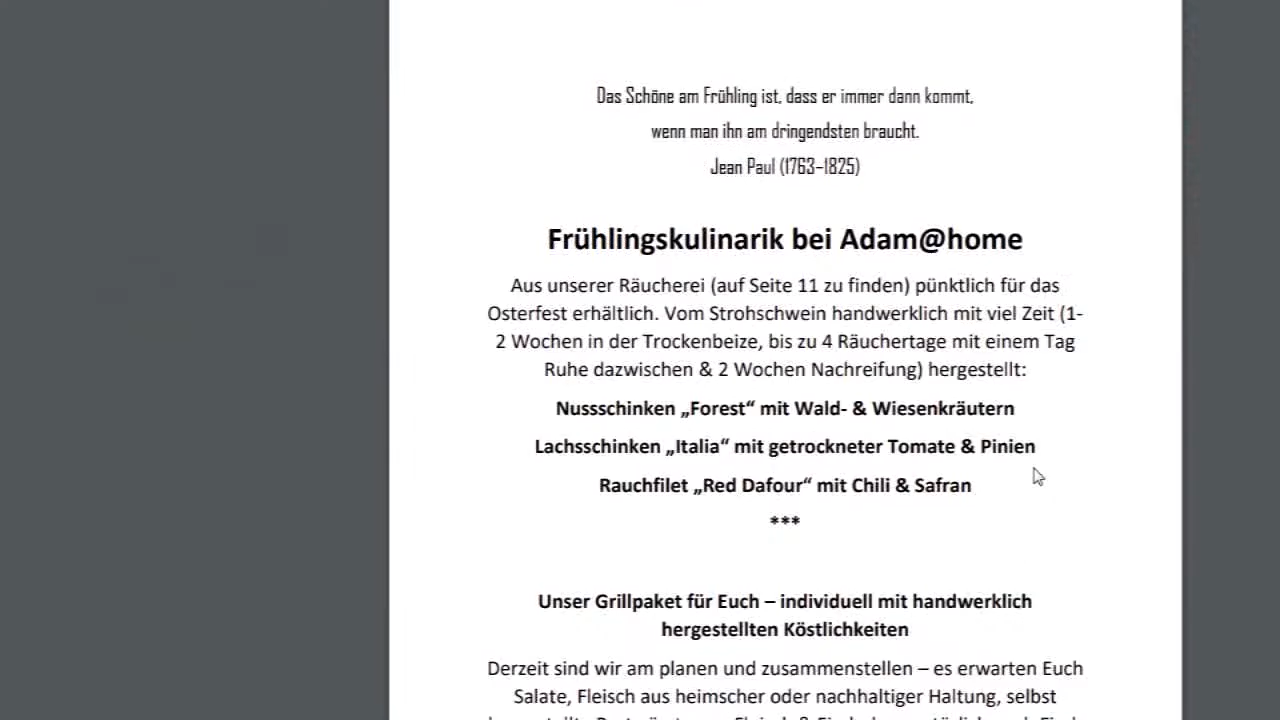 Das Schöne am Frühling ist, dass er immer dann kommt,
wenn man ihn am dringendsten braucht.
Jean Paul (1763–1825)
Frühlingskulinarik bei Adam@home
Aus unserer Räucherei (auf Seite 11 zu finden) pünktlich für das
Osterfest erhältlich. Vom Strohschwein handwerklich mit viel Zeit (1-
2 Wochen in der Trockenbeize, bis zu 4 Räuchertage mit einem Tag
Ruhe dazwischen & 2 Wochen Nachreifung) hergestellt:
Nussschinken „Forest“ mit Wald- & Wiesenkräutern
Lachsschinken „Italia“ mit getrockneter Tomate & Pinien
Rauchfilet „Red Dafour“ mit Chili & Safran
***
Unser Grillpaket für Euch – individuell mit handwerklich
hergestellten Köstlichkeiten
Derzeit sind wir am planen und zusammenstellen – es erwarten Euch
Salate, Fleisch aus heimscher oder nachhaltiger Haltung, selbst